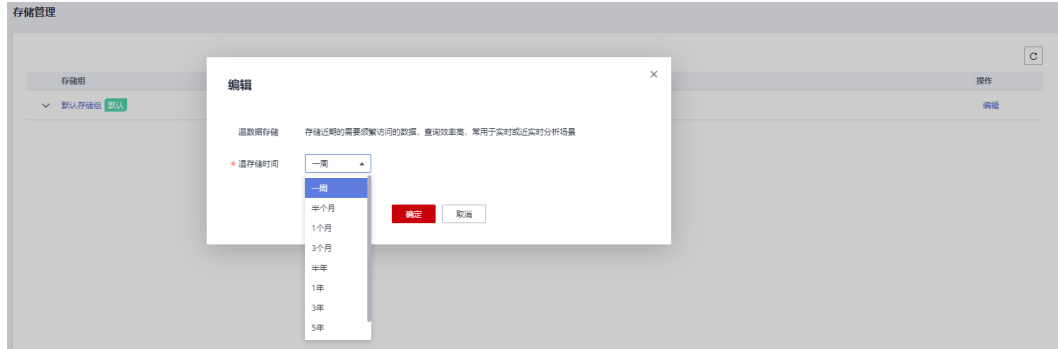 存储管理
存储组
操作
默认存储组 默认
编辑
编辑
温数据存储 存储近期的需要频繁访问的数据，查询效率高，常用于实时或近实时分析场景
* 温存储时间 一周
一周
半个月
1个月
3个月
半年
1年
3年
5年
确定 取消